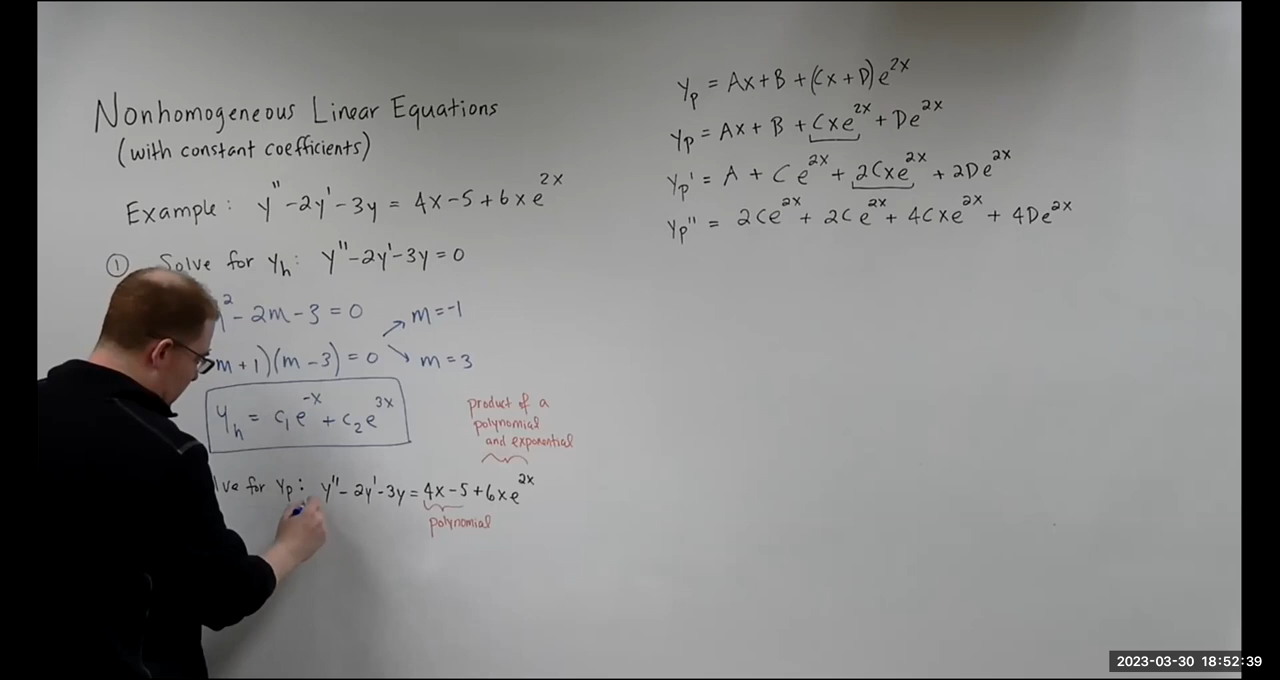 Nonhomogeneous Linear Equations
(with constant coefficients)
Example: y'' - 2y' - 3y = 4x - 5 + 6xe^{2x}
① Solve for y_h: y'' - 2y' - 3y = 0
^2 - 2m - 3 = 0
m + 1)(m - 3) = 0
m = -1
m = 3
y_h = c_1e^{-x} + c_2e^{3x}
product of a
polynomial
and exponential
lve for y_p: y'' - 2y' - 3y = 4x - 5 + 6xe^{2x}
polynomial
y_p = Ax + B + (Cx + D)e^{2x}
y_p = Ax + B + Cxe^{2x} + De^{2x}
y_p' = A + Ce^{2x} + 2Cxe^{2x} + 2De^{2x}
y_p'' = 2Ce^{2x} + 2Ce^{2x} + 4Cxe^{2x} + 4De^{2x}
2023-03-30 18:52:39